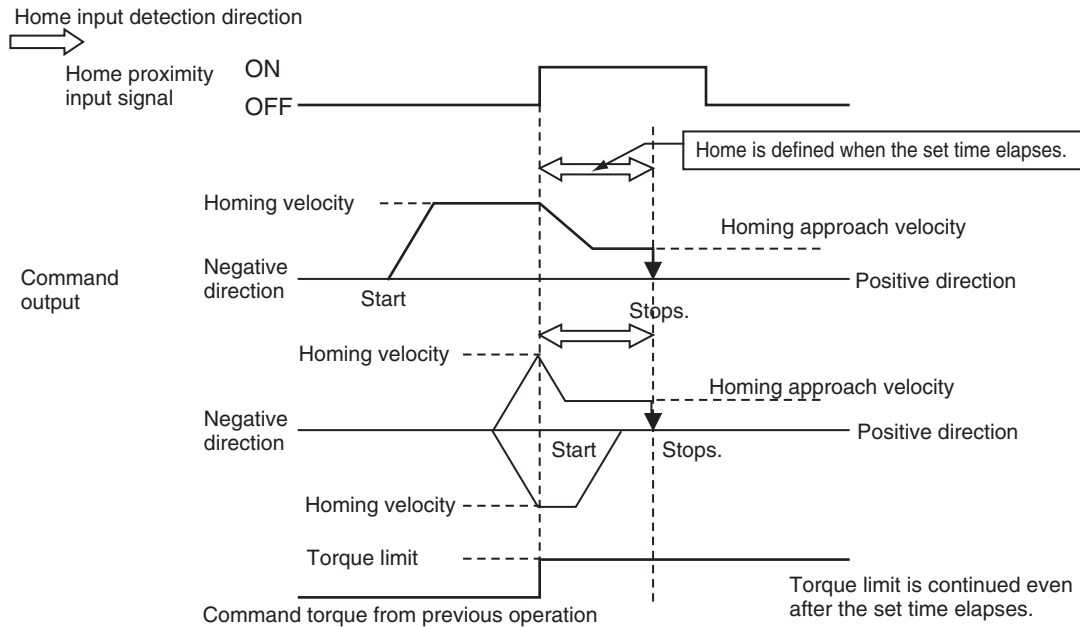 Home input detection direction
Home proximity
input signal
ON
OFF
Home is defined when the set time elapses.
Homing velocity
Homing approach velocity
Command
output
Negative
direction
Start
Positive direction
Stops.
Homing velocity
Homing approach velocity
Negative
direction
Start
Stops.
Positive direction
Homing velocity
Torque limit
Command torque from previous operation
Torque limit is continued even
after the set time elapses.